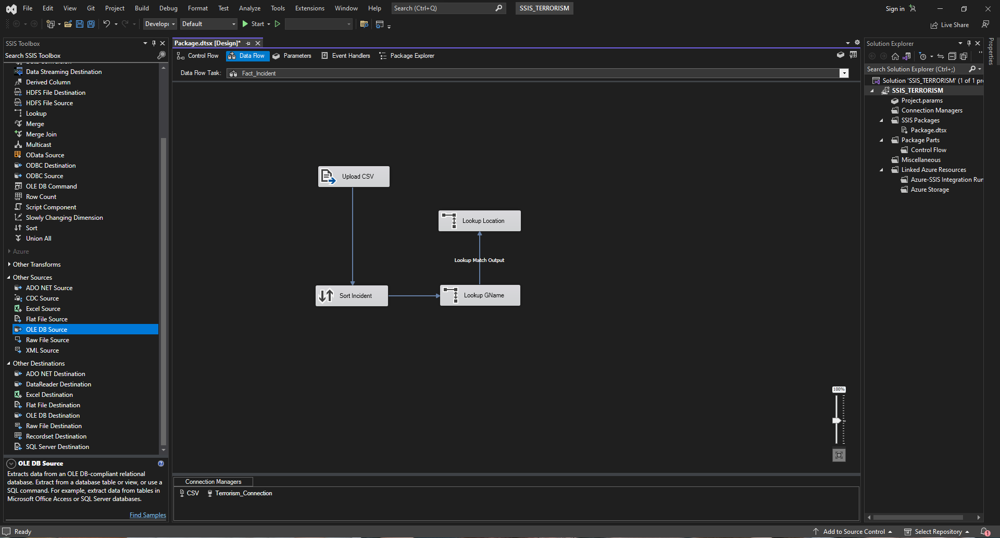 File Edit View Git Project Build Debug Format Test Analyze Tools Extensions Window Help Search (Ctrl+Q) SSIS_TERRORISM Sign in
Developi Default Start Live Share
SSIS Toolbox
Search SSIS Toolbox
Data Streaming Destination
Derived Column
HDFS File Destination
HDFS File Source
Lookup
Merge
Merge Join
Multicast
OData Source
ODBC Destination
ODBC Source
OLE DB Command
Row Count
Script Component
Slowly Changing Dimension
Sort
Union All
Azure
Other Transforms
Other Sources
ADO NET Source
CDC Source
Excel Source
Flat File Source
OLE DB Source
Raw File Source
XML Source
Other Destinations
ADO NET Destination
DataReader Destination
Excel Destination
Flat File Destination
OLE DB Destination
Raw File Destination
Recordset Destination
SQL Server Destination
OLE DB Source
Extracts data from an OLE DB-compliant relational
database. Extract from a database table or view, or use a
SQL command. For example, extract data from tables in
Microsoft Office Access or SQL Server databases.
Find Samples
Package.dtsx [Design]*
Control Flow Data Flow Parameters Event Handlers Package Explorer
Data Flow Task: Fact_Incident
Upload CSV
Lookup Location
Lookup Match Output
Sort Incident
Lookup GName
100%
Connection Managers
CSV Terrorism_Connection
Solution Explorer
Search Solution Explorer (Ctrl+;)
Solution 'SSIS_TERRORISM' (1 of 1 pr
SSIS_TERRORISM
Project.params
Connection Managers
SSIS Packages
Package.dtsx
Package Parts
Control Flow
Miscellaneous
Linked Azure Resources
Azure-SSIS Integration Run
Azure Storage
Properties
Ready Add to Source Control Select Repository 1